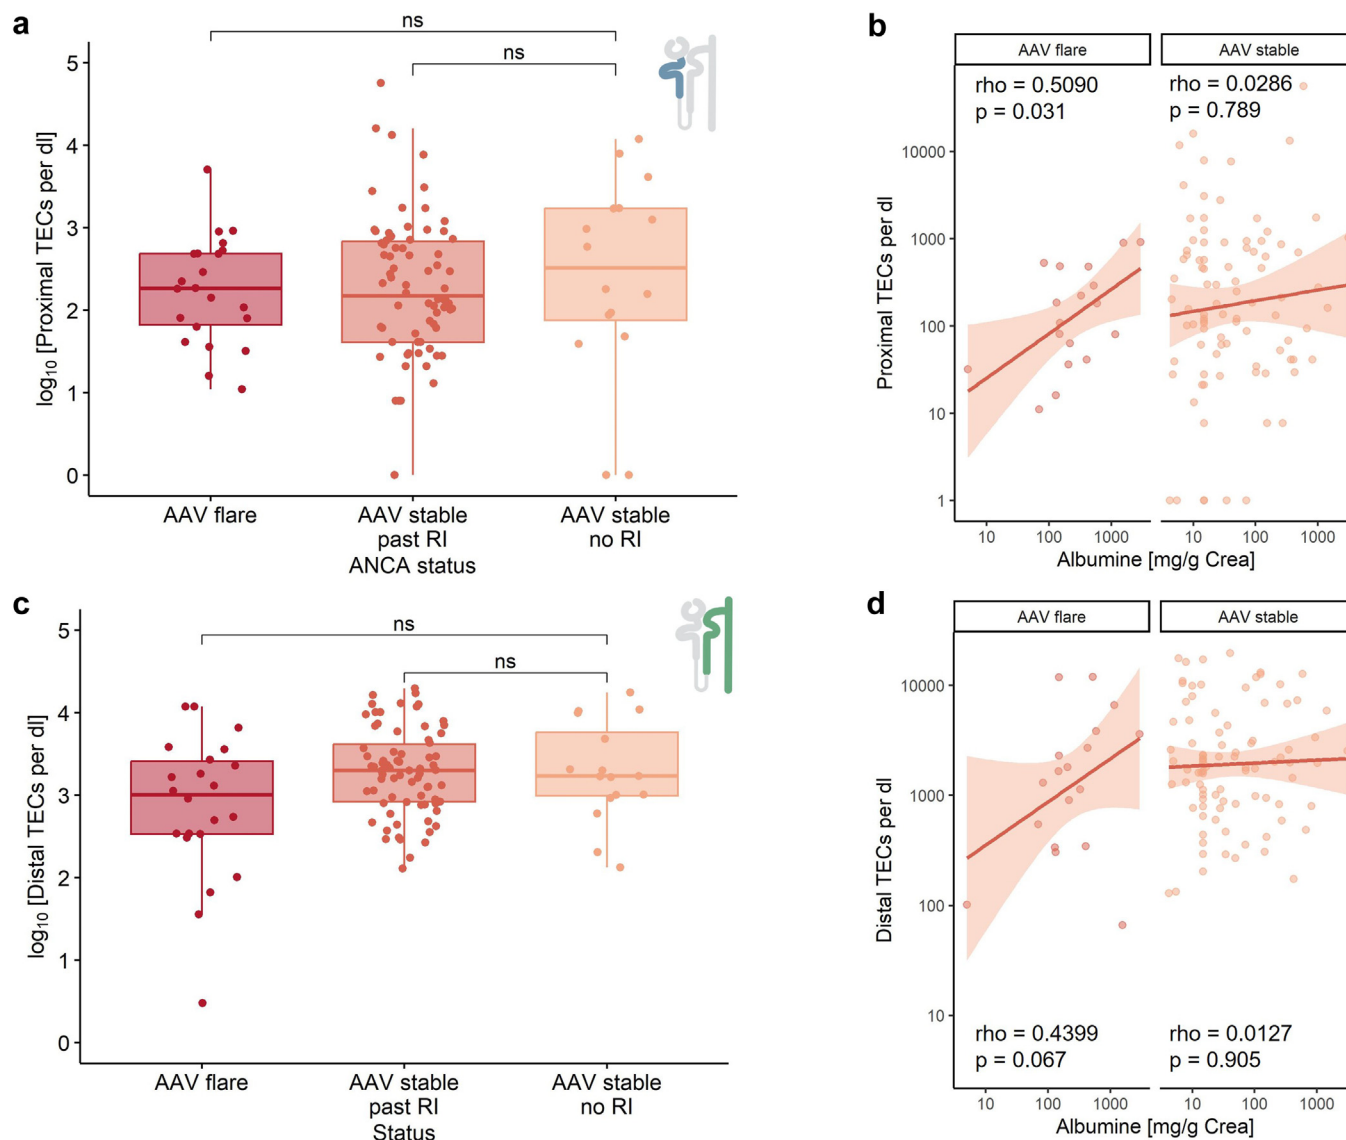 a
ns
ns
log10 [Proximal TECs per dl]
5
4
3
2
1
0
AAV flare
AAV stable
past RI
AAV stable
no RI
ANCA status
b
AAV flare
AAV stable
rho = 0.5090
p = 0.031
rho = 0.0286
p = 0.789
Proximal TECs per dl
10000
1000
100
10
1
10
100
1000
10
100
1000
Albumine [mg/g Crea]
c
ns
ns
log10 [Distal TECs per dl]
5
4
3
2
1
0
AAV flare
AAV stable
past RI
AAV stable
no RI
Status
d
AAV flare
AAV stable
Distal TECs per dl
10000
1000
100
10
rho = 0.4399
p = 0.067
rho = 0.0127
p = 0.905
10
100
1000
10
100
1000
Albumine [mg/g Crea]